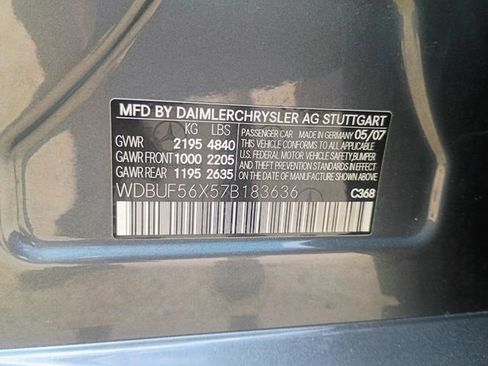 MFD BY DAIMLERCHRYSLER AG STUTTGART
KG LBS
GVWR 2195 4840
GAWR FRONT 1000 2205
GAWR REAR 1195 2635
PASSENGER CAR MADE IN GERMANY 05/07
THIS VEHICLE CONFORMS TO ALL APPLICABLE
U.S. FEDERAL MOTOR VEHICLE SAFETY,BUMPER
AND THEFT PREVENTION STANDARDS IN EFFECT
ON THE DATE OF MANUFACTURE SHOWN ABOVE.
WDBUF56X57B183636
C368